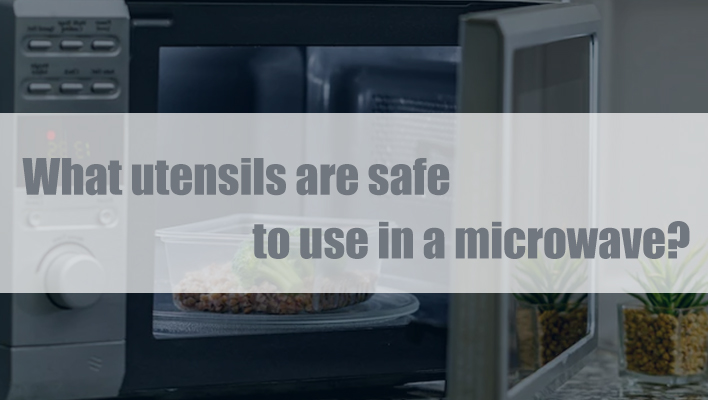 What utensils are safe
to use in a microwave?